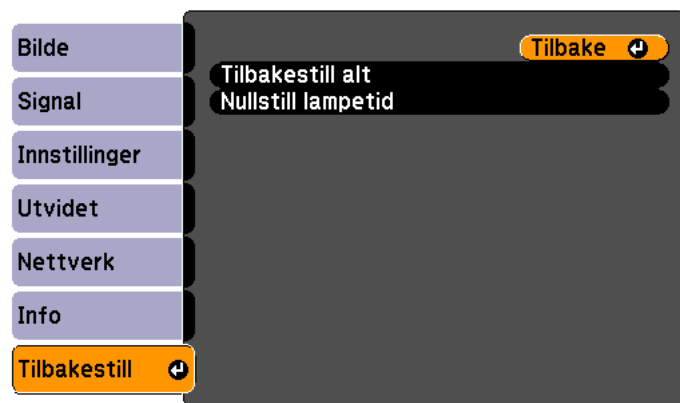 Bilde
Signal
Innstillinger
Utvidet
Nettverk
Info
Tilbakestill
Tilbake
Tilbakestill alt
Nullstill lampetid